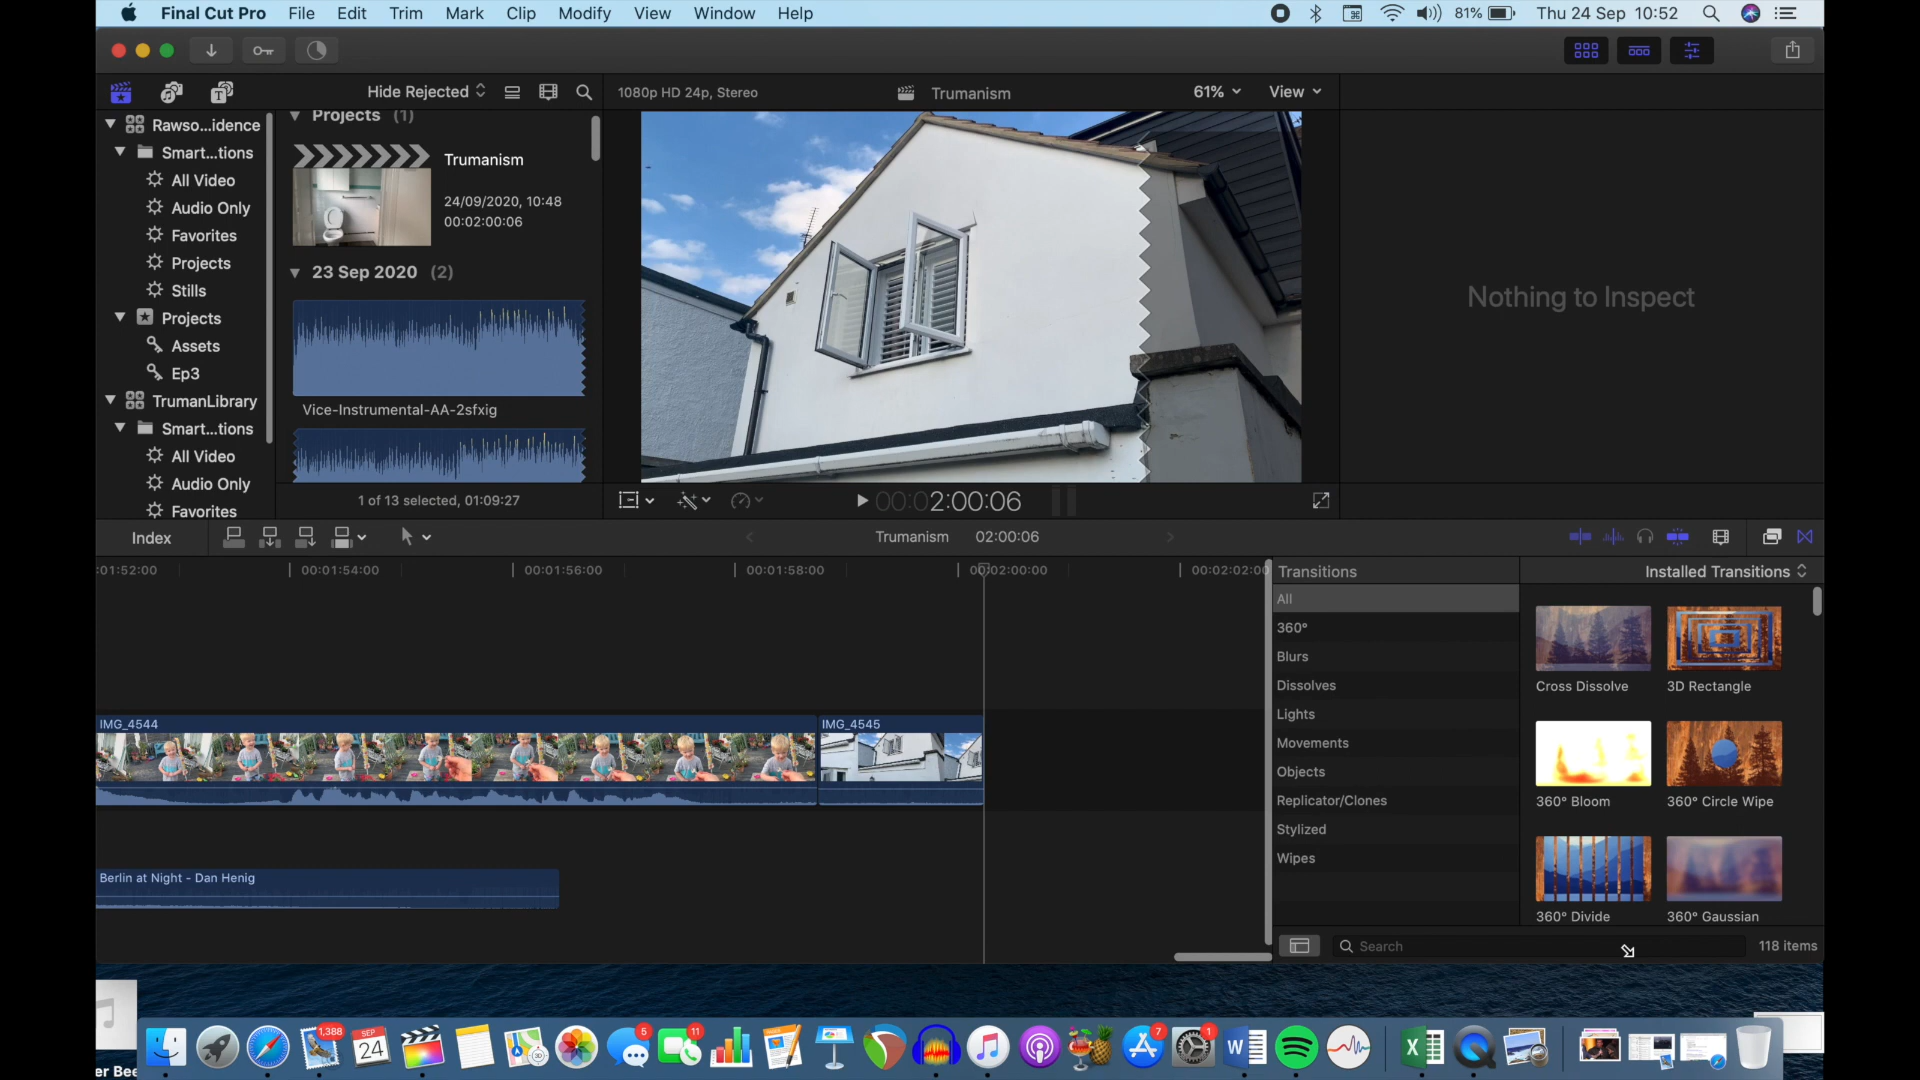 Final Cut Pro File Edit Trim Mark Clip Modify View Window Help 81% Thu 24 Sep 10:52
Hide Rejected 1080p HD 24p, Stereo Trumanism 61% View
Rawso...idence
Smart...tions
All Video
Audio Only
Favorites
Projects
Stills
Projects
Assets
Ep3
TrumanLibrary
Smart...tions
All Video
Audio Only
Favorites
Projects (1)
Trumanism
24/09/2020, 10:48
00:02:00:06
23 Sep 2020 (2)
Vice-Instrumental-AA-2sfxig
1 of 13 selected, 01:09:27
00:02:00:06
Nothing to Inspect
Index Trumanism 02:00:06
:01:52:00 00:01:54:00 00:01:56:00 00:01:58:00 00:02:00:00 00:02:02:00
IMG_4544 IMG_4545
Berlin at Night - Dan Henig
Transitions Installed Transitions
All
360°
Blurs
Dissolves
Lights
Movements
Objects
Replicator/Clones
Stylized
Wipes
Cross Dissolve 3D Rectangle
360° Bloom 360° Circle Wipe
360° Divide 360° Gaussian
Search 118 items
1,388 SEP 24 5 11 7 1
er Bee